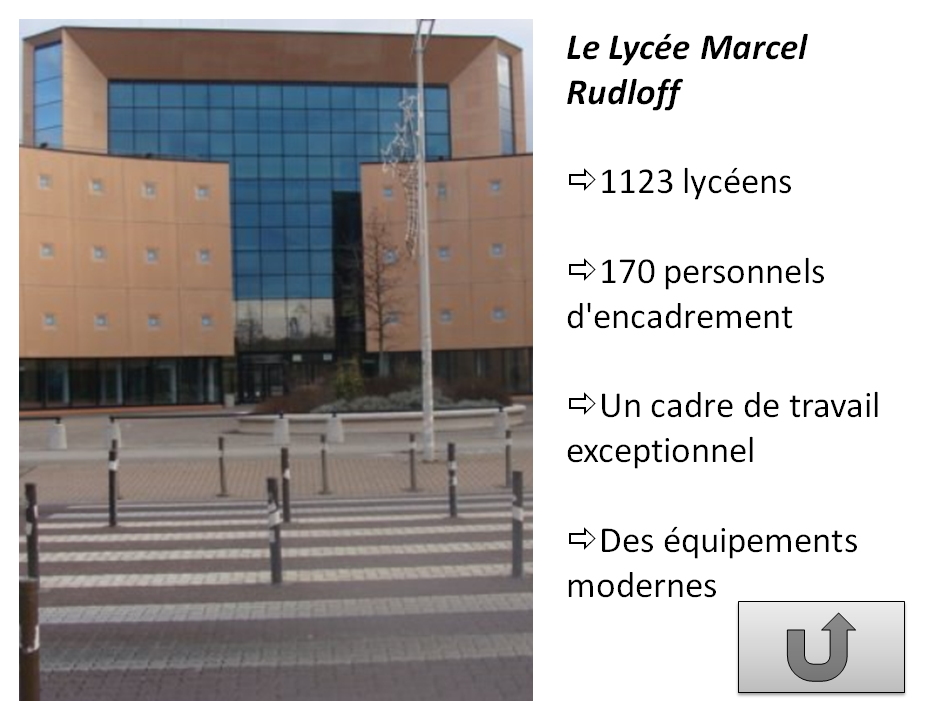 Le Lycée Marcel
Rudloff
⇨1123 lycéens
⇨170 personnels
d'encadrement
⇨Un cadre de travail
exceptionnel
⇨Des équipements
modernes